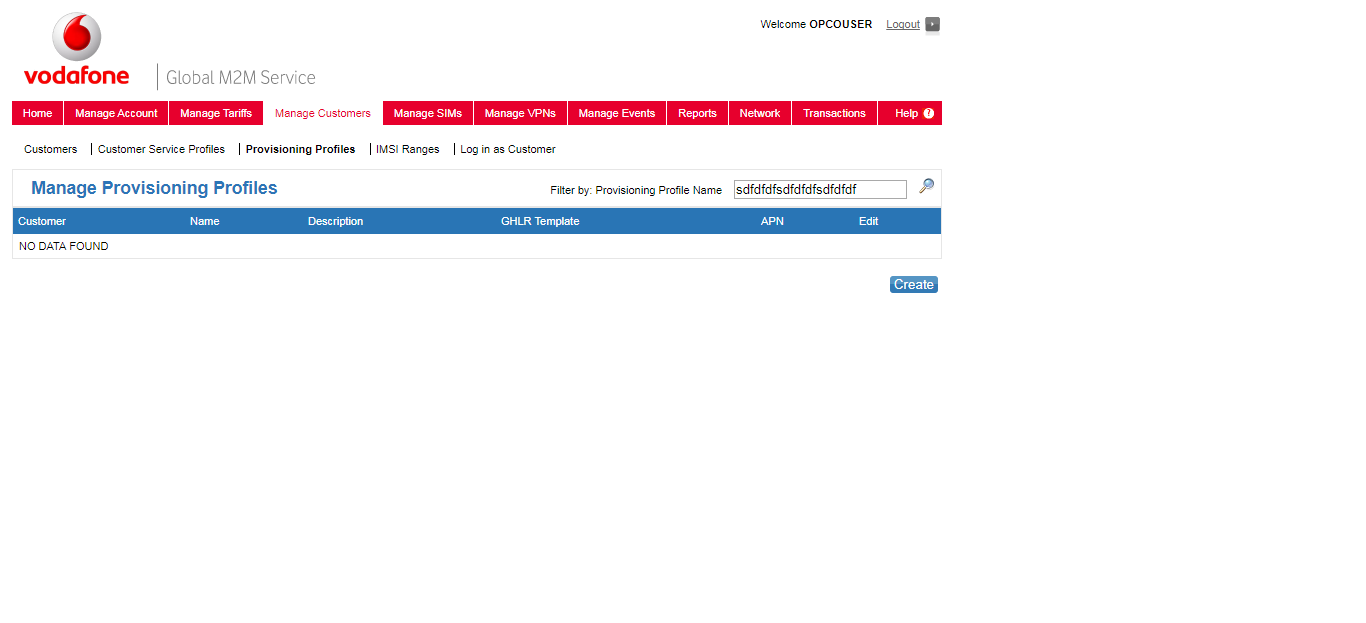 Welcome OPCOUSER Logout
vodafone
Global M2M Service
Home Manage Account Manage Tariffs Manage Customers Manage SIMs Manage VPNs Manage Events Reports Network Transactions Help ?
Customers Customer Service Profiles Provisioning Profiles IMSI Ranges Log in as Customer
Manage Provisioning Profiles Filter by: Provisioning Profile Name sdfdfdfsdfdfdfsdfdfdf
Customer Name Description GHLR Template APN Edit
NO DATA FOUND
Create